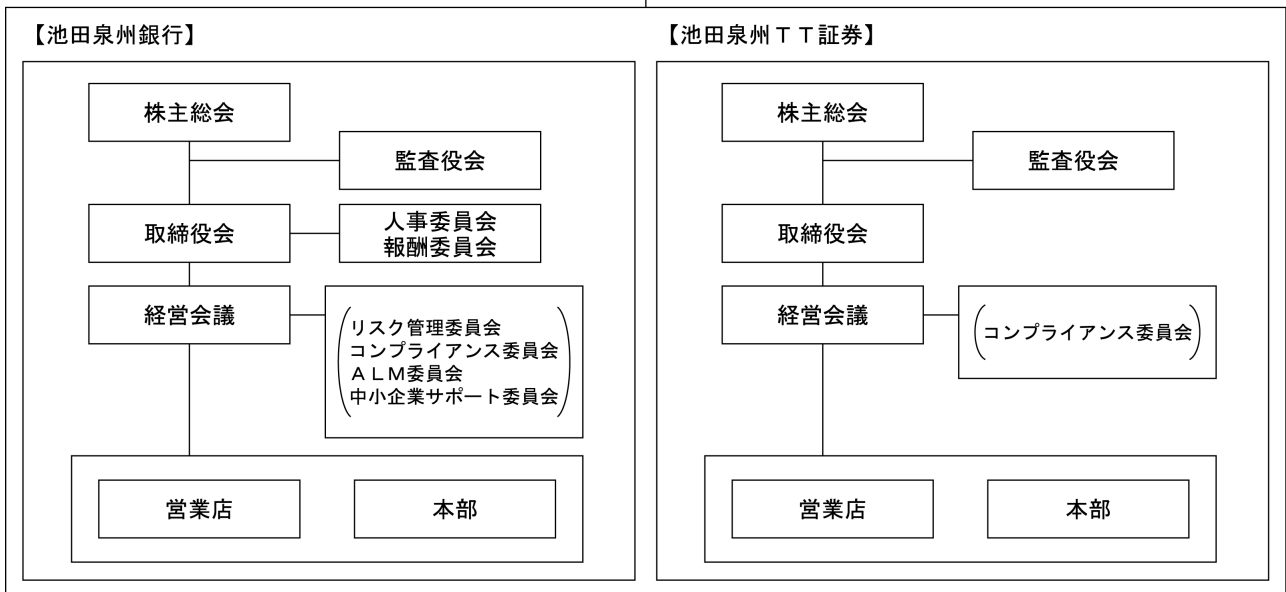 【池田泉州銀行】
株主総会
監査役会
取締役会
人事委員会
報酬委員会
経営会議
リスク管理委員会
コンプライアンス委員会
ＡＬＭ委員会
中小企業サポート委員会
営業店
本部
【池田泉州ＴＴ証券】
株主総会
監査役会
取締役会
経営会議
コンプライアンス委員会
営業店
本部